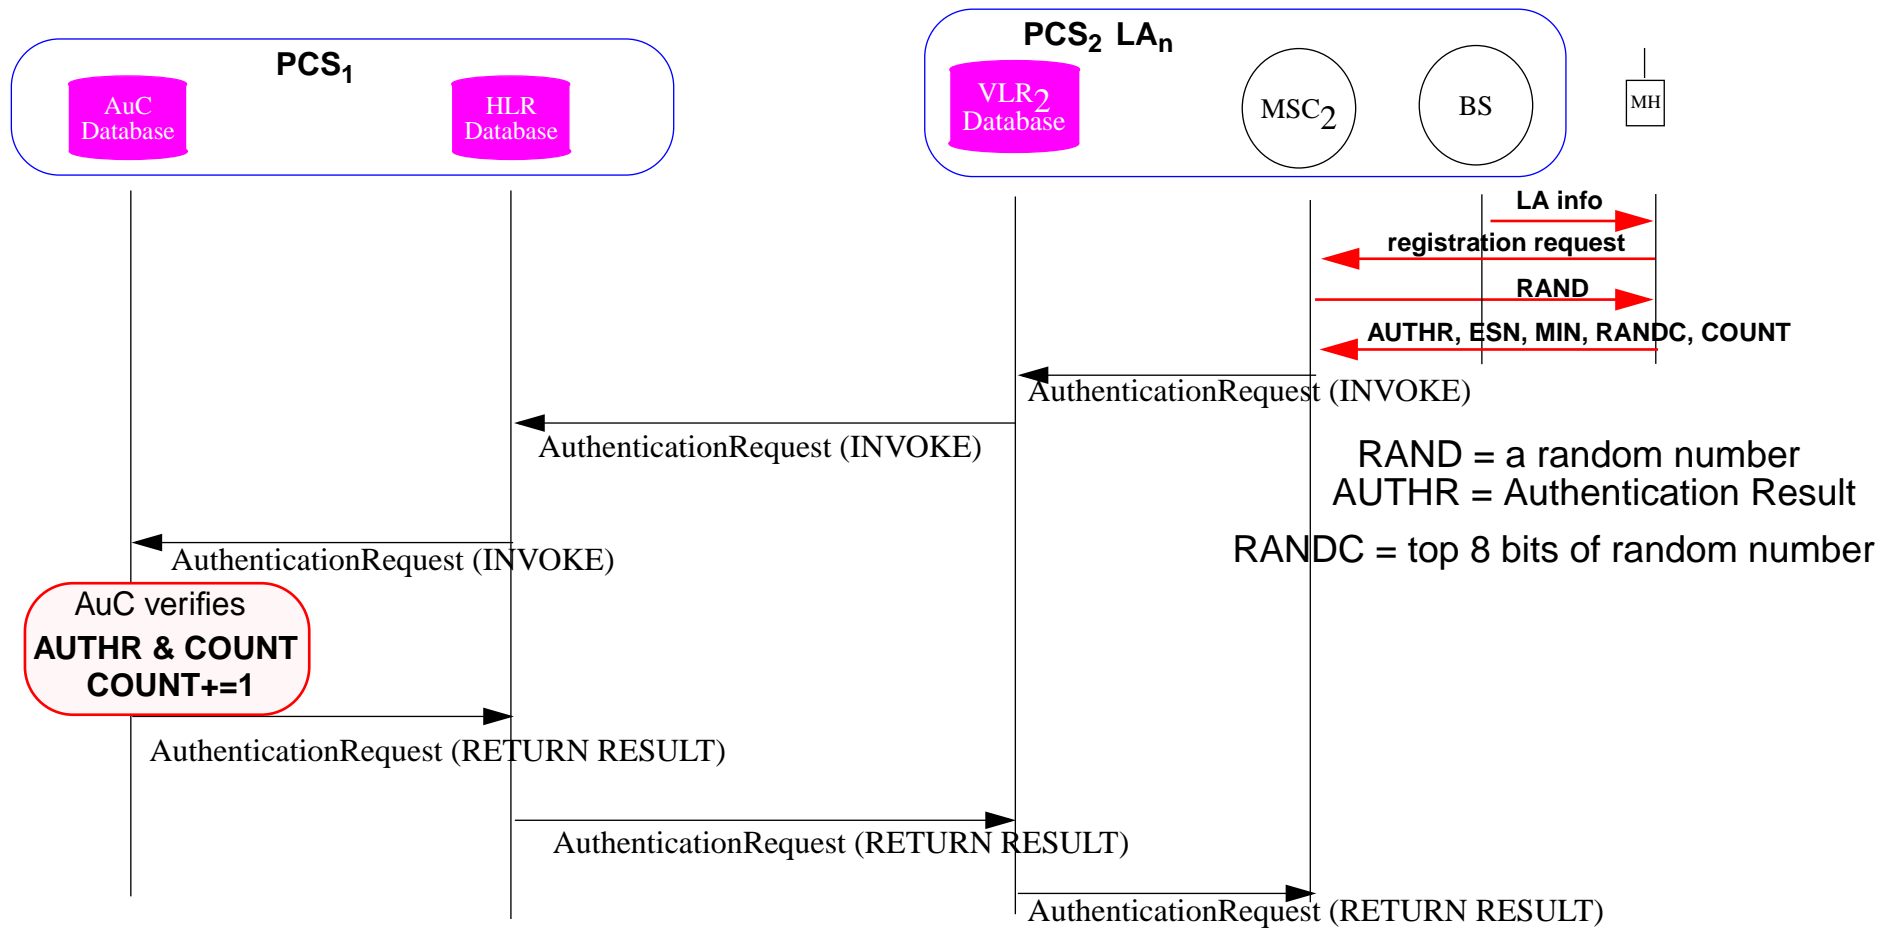 PCS1
PCS2 LAn
AuC
Database
HLR
Database
VLR2
Database
MSC2
BS
MH
LA info
registration request
RAND
AUTHR, ESN, MIN, RANDC, COUNT
AuthenticationRequest (INVOKE)
AuthenticationRequest (INVOKE)
RAND = a random number
AUTHR = Authentication Result
RANDC = top 8 bits of random number
AuthenticationRequest (INVOKE)
AuC verifies
AUTHR & COUNT
COUNT+=1
AuthenticationRequest (RETURN RESULT)
AuthenticationRequest (RETURN RESULT)
AuthenticationRequest (RETURN RESULT)